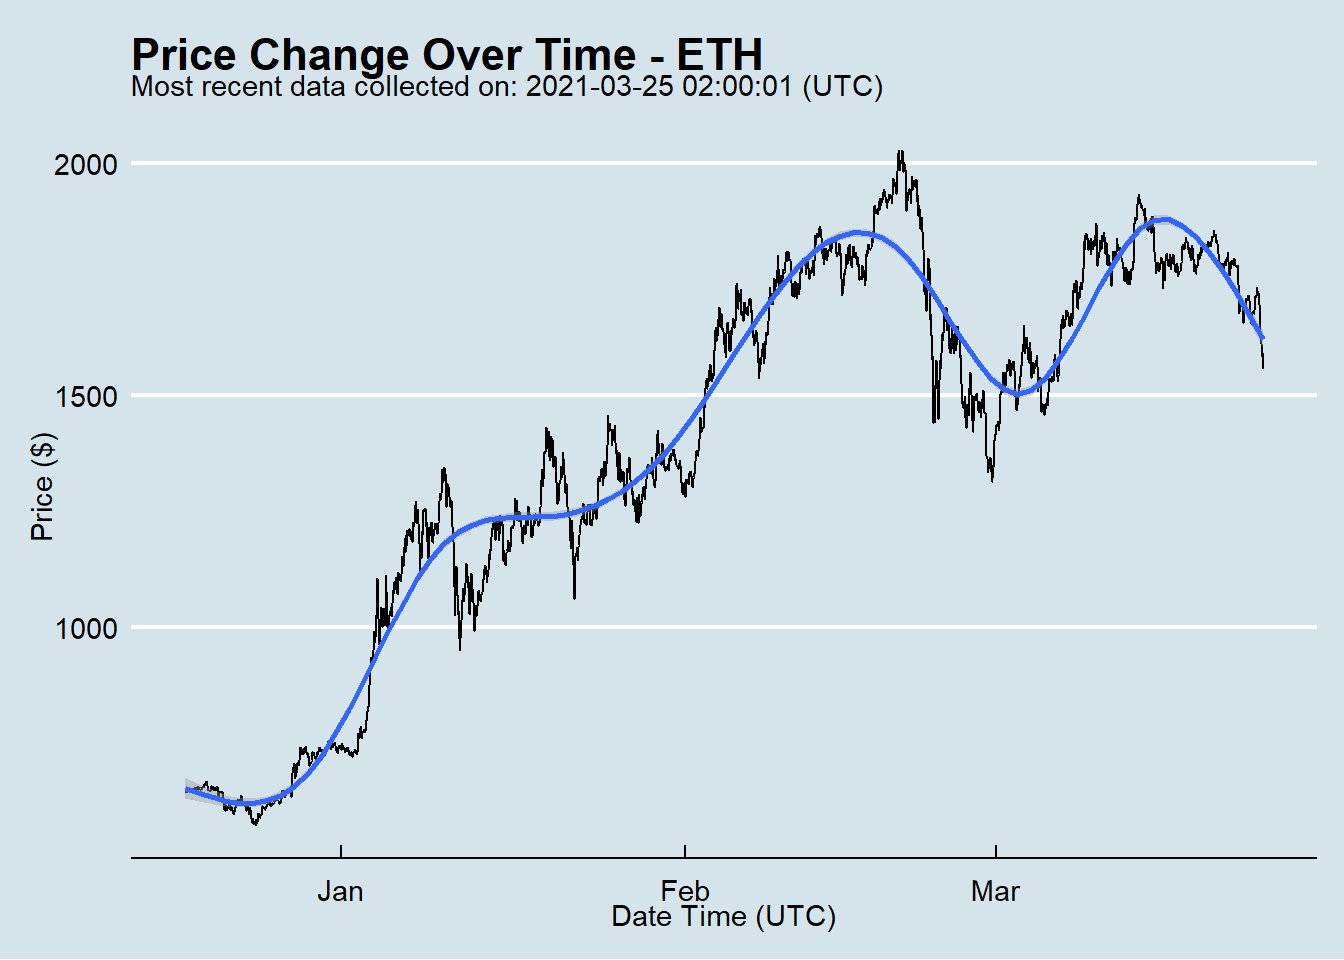 Price Change Over Time - ETH
Most recent data collected on: 2021-03-25 02:00:01 (UTC)
2000
1500
1000
Price ($)
Jan Feb Mar
Date Time (UTC)